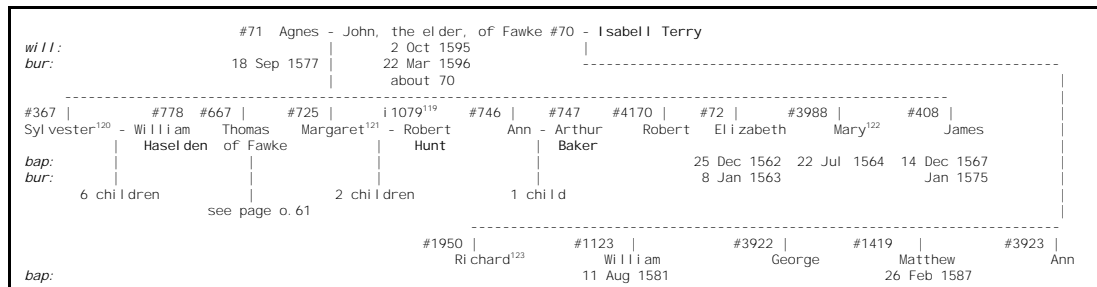 #71 Agnes - John, the elder, of Fawke #70 - Isabell Terry
will: 2 Oct 1595
bur: 18 Sep 1577 22 Mar 1596
about 70
#367 #778 #667 #725 i1079¹¹⁹ #746 #747 #4170 #72 #3988 #408
Sylvester¹²⁰ - William Thomas Margaret¹²¹ - Robert Ann - Arthur Robert Elizabeth Mary¹²² James
Haselden of Fawke Hunt Baker
bap: 25 Dec 1562 22 Jul 1564 14 Dec 1567
bur: 8 Jan 1563 Jan 1575
6 children 2 children 1 child
see page o.61
#1950 #1123 #3922 #1419 #3923
Richard¹²³ William George Matthew Ann
bap: 11 Aug 1581 26 Feb 1587